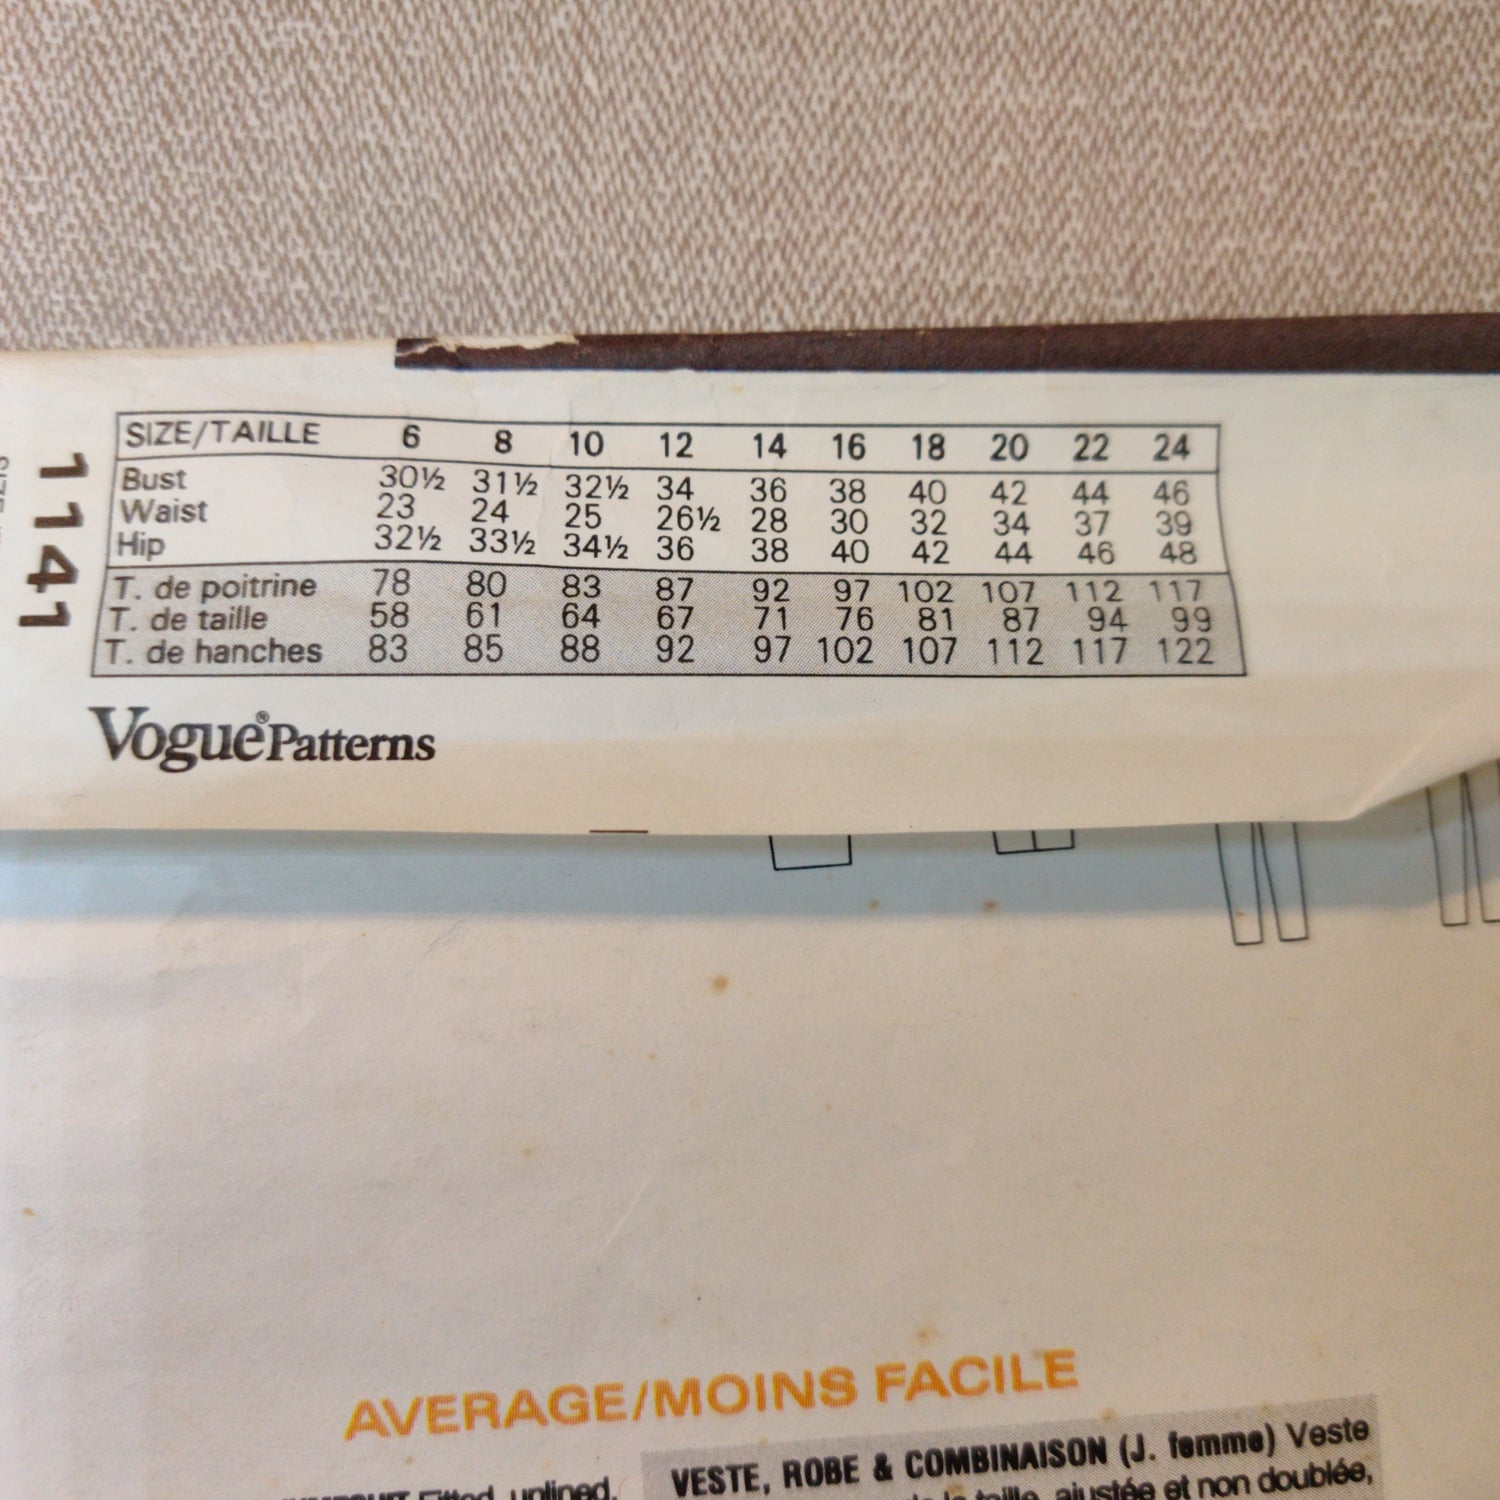 SIZE/TAILLE 6 8 10 12 14 16 18 20 22 24
Bust 30½ 31½ 32½ 34 36 38 40 42 44 46
Waist 23 24 25 26½ 28 30 32 34 37 39
Hip 32½ 33½ 34½ 36 38 40 42 44 46 48
T. de poitrine 78 80 83 87 92 97 102 107 112 117
T. de taille 58 61 64 67 71 76 81 87 94 99
T. de hanches 83 85 88 92 97 102 107 112 117 122
1141
Vogue® Patterns
AVERAGE/MOINS FACILE
VESTE, ROBE & COMBINAISON (J. femme) Veste
Fitted, unlined,
taille, ajustée et non doublée,